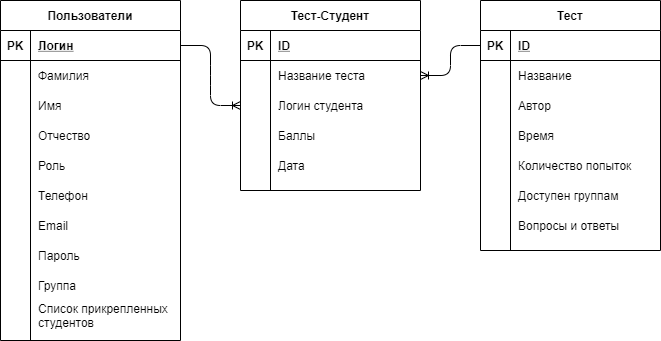 Пользователи
PK Логин
Фамилия
Имя
Отчество
Роль
Телефон
Email
Пароль
Группа
Список прикрепленных
студентов
Тест-Студент
PK ID
Название теста
Логин студента
Баллы
Дата
Тест
PK ID
Название
Автор
Время
Количество попыток
Доступен группам
Вопросы и ответы